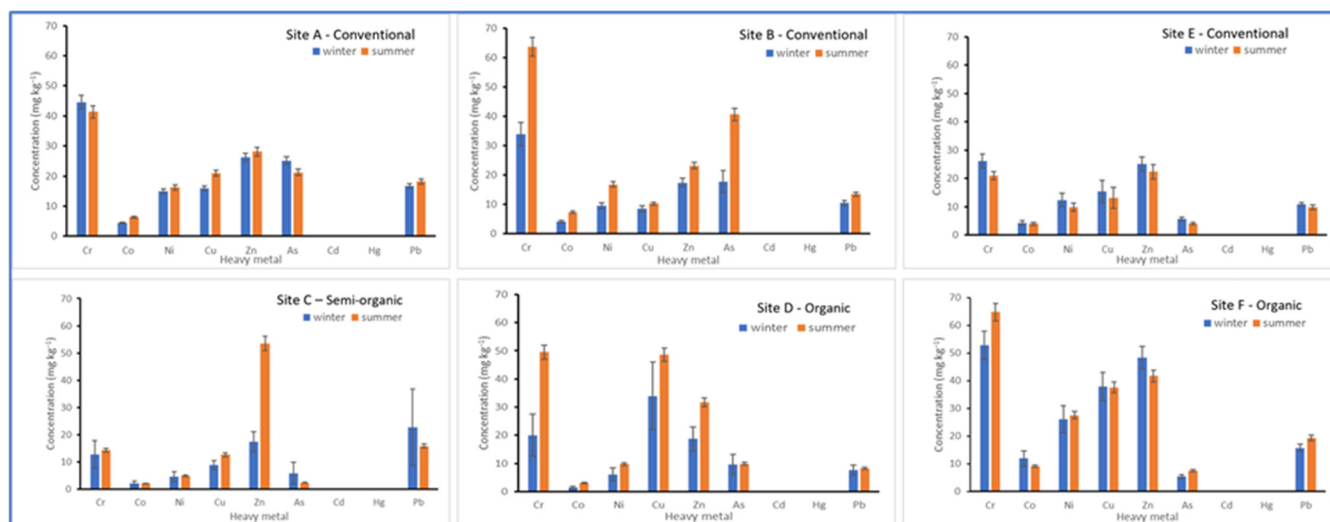 Site A - Conventional
winter summer
Concentration (mg kg⁻¹)
70
60
50
40
30
20
10
0
Cr Co Ni Cu Zn As Cd Hg Pb
Heavy metal
Site B - Conventional
winter summer
Concentration (mg kg⁻¹)
70
60
50
40
30
20
10
0
Cr Co Ni Cu Zn As Cd Hg Pb
Heavy metal
Site E - Conventional
winter summer
Concentration (mg kg⁻¹)
70
60
50
40
30
20
10
0
Cr Co Ni Cu Zn As Cd Hg Pb
Heavy metal
Site C – Semi-organic
winter summer
Concentration (mg kg⁻¹)
70
60
50
40
30
20
10
0
Cr Co Ni Cu Zn As Cd Hg Pb
Heavy metal
Site D - Organic
winter summer
Concentration (mg kg⁻¹)
70
60
50
40
30
20
10
0
Cr Co Ni Cu Zn As Cd Hg Pb
Heavy metal
Site F - Organic
winter summer
Concentration (mg kg⁻¹)
70
60
50
40
30
20
10
0
Cr Co Ni Cu Zn As Cd Hg Pb
Heavy metal